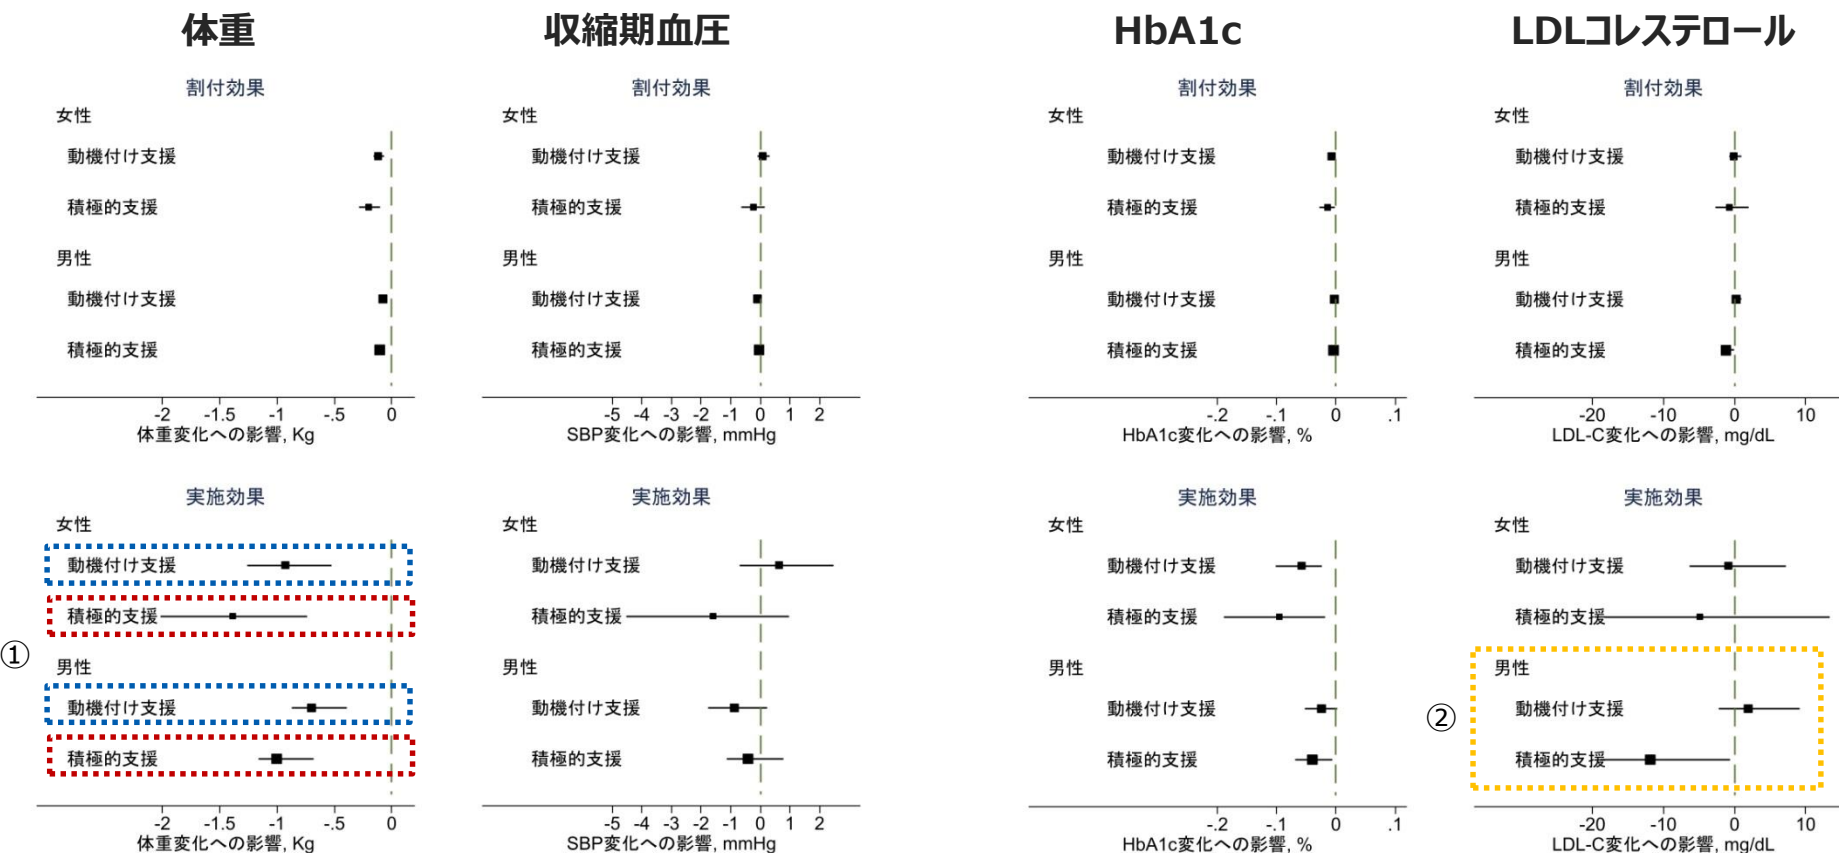 体重
収縮期血圧
HbA1c
LDLコレステロール
割付効果
女性
動機付け支援
積極的支援
男性
動機付け支援
積極的支援
-2 -1.5 -1 -.5 0
体重変化への影響, Kg
割付効果
女性
動機付け支援
積極的支援
男性
動機付け支援
積極的支援
-5 -4 -3 -2 -1 0 1 2
SBP変化への影響, mmHg
割付効果
女性
動機付け支援
積極的支援
男性
動機付け支援
積極的支援
-.2 -.1 0 .1
HbA1c変化への影響, %
割付効果
女性
動機付け支援
積極的支援
男性
動機付け支援
積極的支援
-20 -10 0 10
LDL-C変化への影響, mg/dL
実施効果
女性
動機付け支援
積極的支援
①
男性
動機付け支援
積極的支援
-2 -1.5 -1 -.5 0
体重変化への影響, Kg
実施効果
女性
動機付け支援
積極的支援
男性
動機付け支援
積極的支援
-5 -4 -3 -2 -1 0 1 2
SBP変化への影響, mmHg
実施効果
女性
動機付け支援
積極的支援
男性
動機付け支援
積極的支援
-.2 -.1 0 .1
HbA1c変化への影響, %
実施効果
女性
動機付け支援
積極的支援
男性
②
動機付け支援
積極的支援
-20 -10 0 10
LDL-C変化への影響, mg/dL